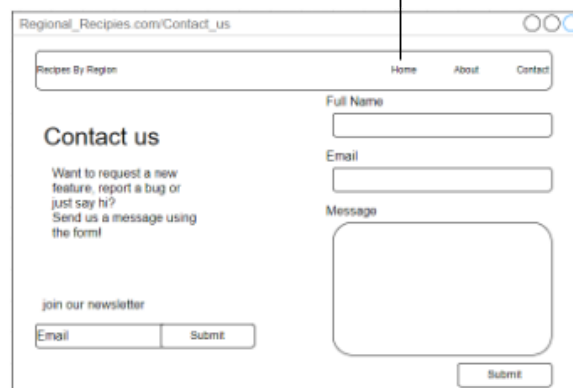 Regional_Recipies.com/Contact_us
Recipes By Region
Home
About
Contact
Contact us
Want to request a new
feature, report a bug or
just say hi?
Send us a message using
the form!
join our newsletter
Email
Submit
Full Name
Email
Message
Submit